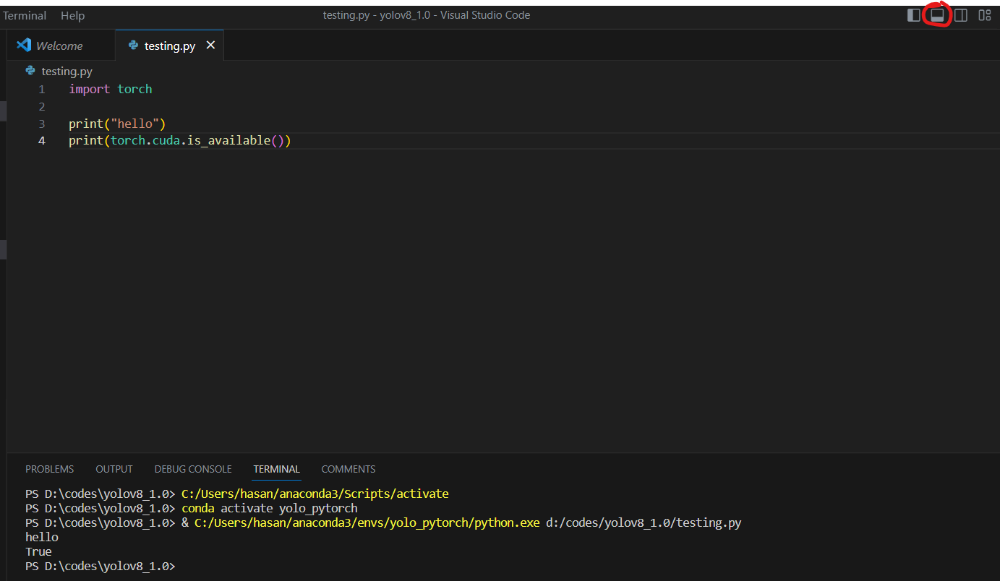 Terminal Help testing.py - yolov8_1.0 - Visual Studio Code
Welcome testing.py
testing.py
1 import torch
2
3 print("hello")
4 print(torch.cuda.is_available())
PROBLEMS OUTPUT DEBUG CONSOLE TERMINAL COMMENTS
PS D:\codes\yolov8_1.0> C:/Users/hasan/anaconda3/Scripts/activate
PS D:\codes\yolov8_1.0> conda activate yolo_pytorch
PS D:\codes\yolov8_1.0> & C:/Users/hasan/anaconda3/envs/yolo_pytorch/python.exe d:/codes/yolov8_1.0/testing.py
hello
True
PS D:\codes\yolov8_1.0>